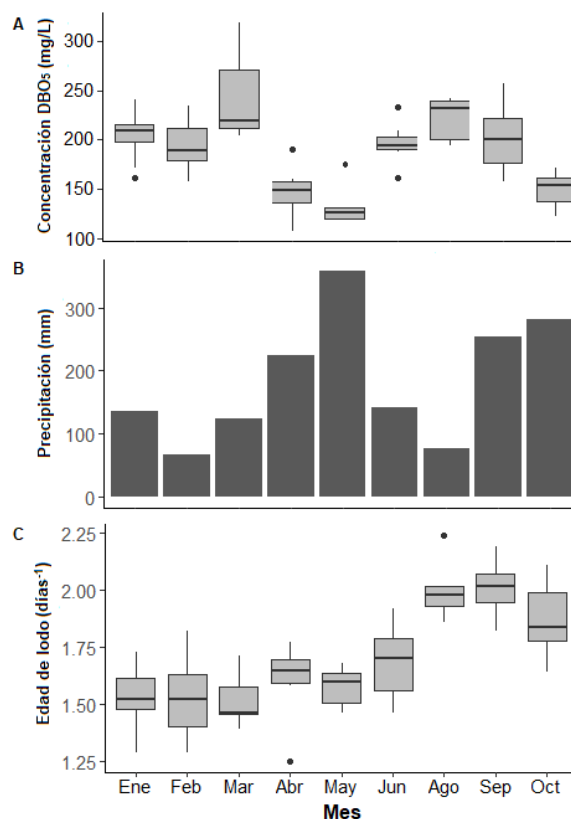 A
Concentración DBO₅ (mg/L)
300
250
200
150
100
B
Precipitación (mm)
300
200
100
0
C
Edad de lodo (días⁻¹)
2.25
2.00
1.75
1.50
1.25
Ene Feb Mar Abr May Jun Ago Sep Oct
Mes